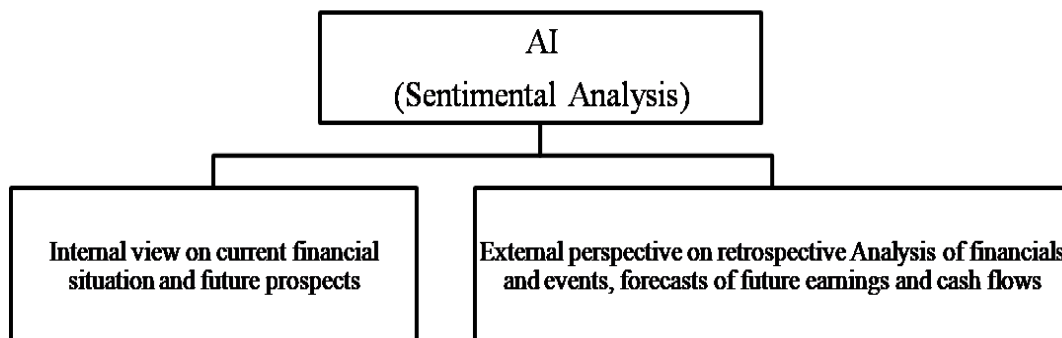 AI
(Sentimental Analysis)
Internal view on current financial
situation and future prospects
External perspective on retrospective Analysis of financials
and events, forecasts of future earnings and cash flows